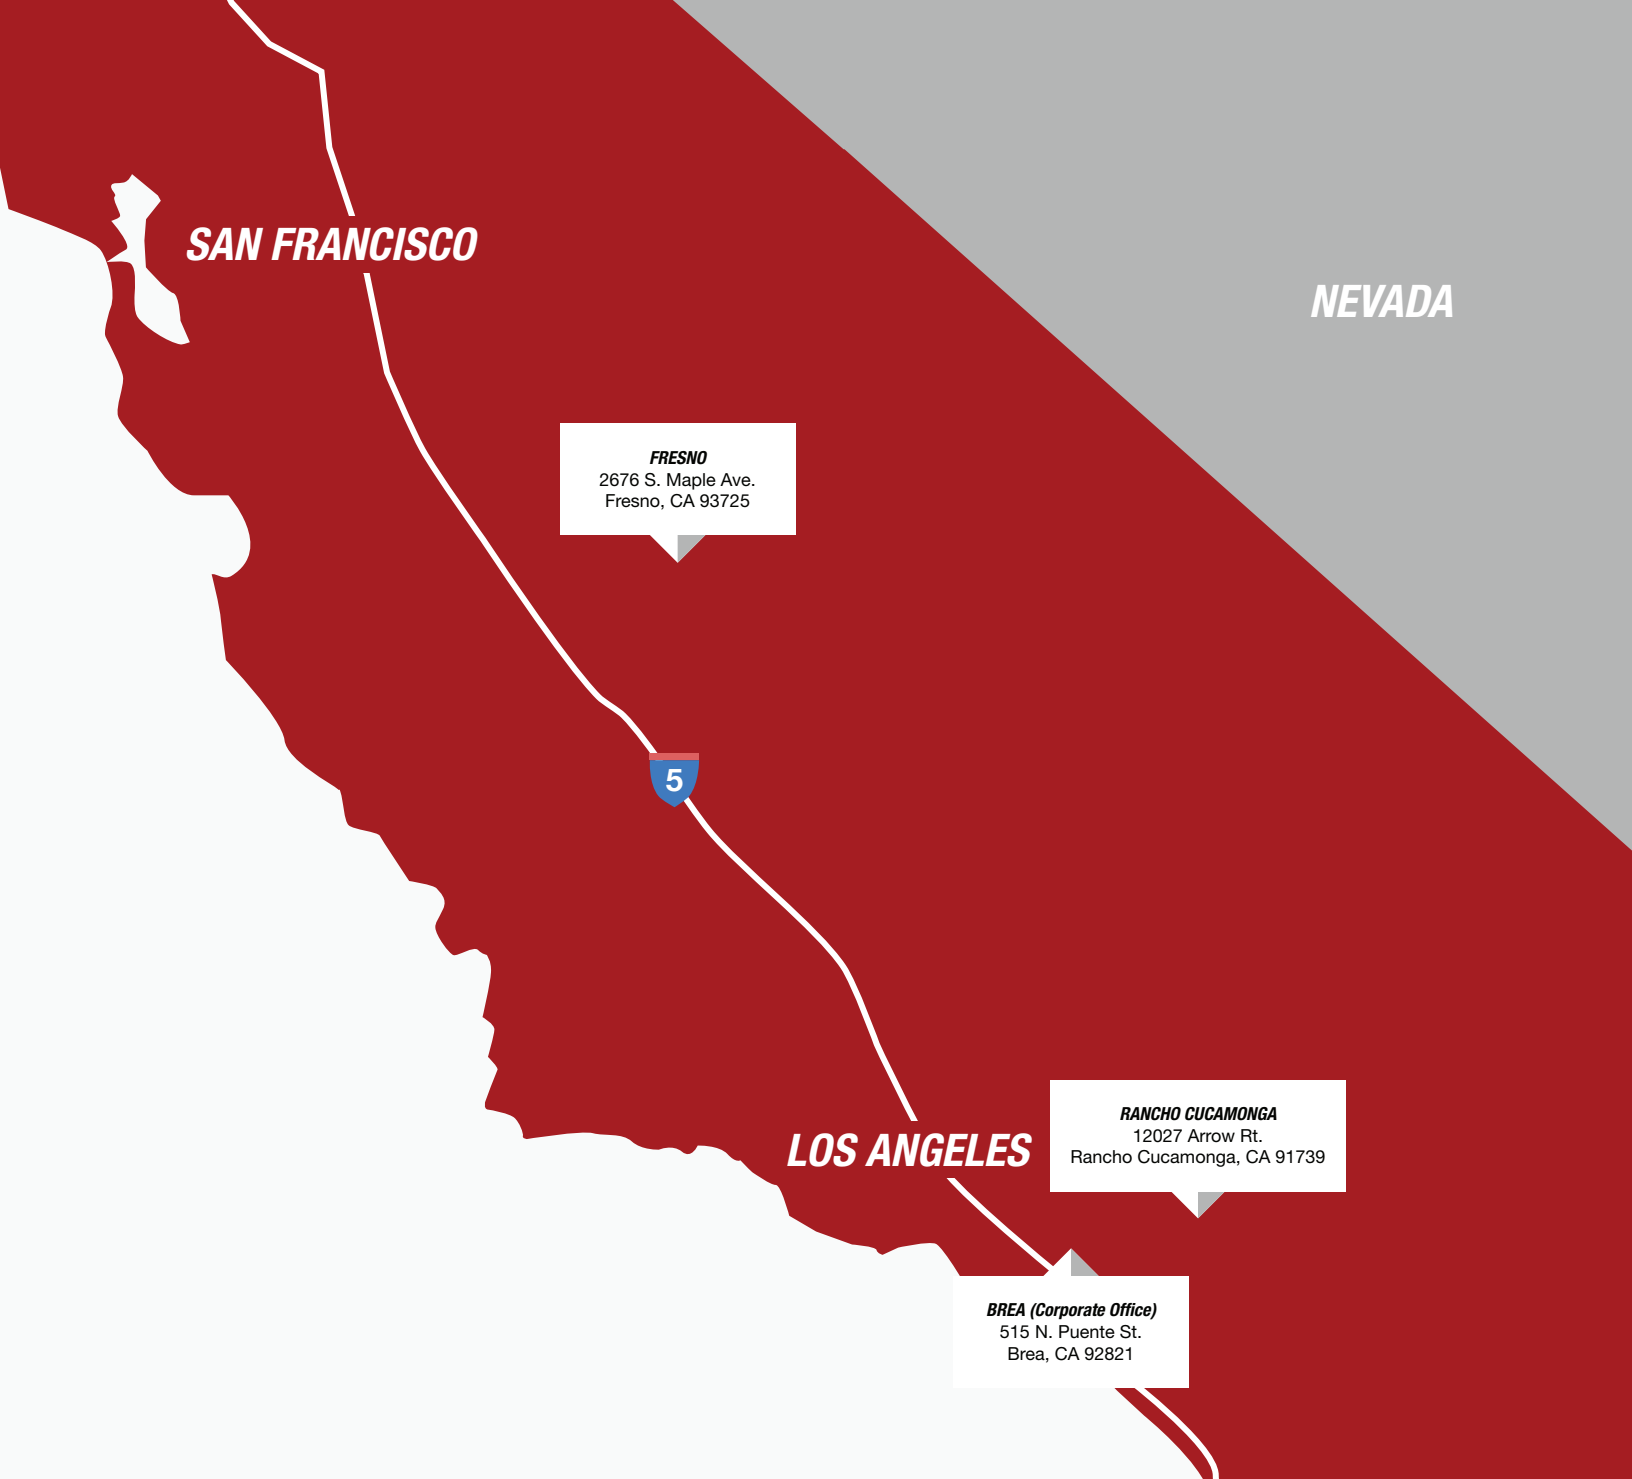 SAN FRANCISCO
NEVADA
FRESNO
2676 S. Maple Ave.
Fresno, CA 93725
5
LOS ANGELES
RANCHO CUCAMONGA
12027 Arrow Rt.
Rancho Cucamonga, CA 91739
BREA (Corporate Office)
515 N. Puente St.
Brea, CA 92821